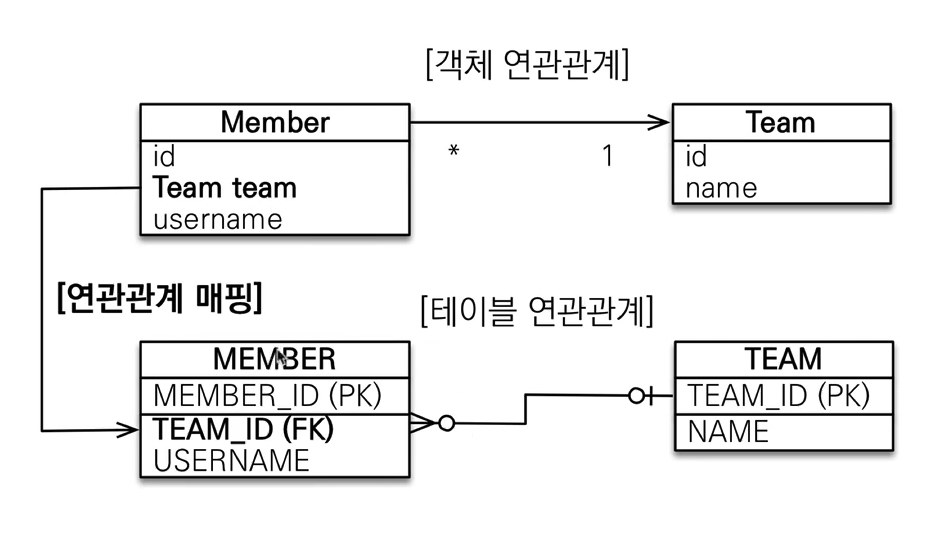 [객체 연관관계]
Member
id
Team team
username
* 1
Team
id
name
[연관관계 매핑]
[테이블 연관관계]
MEMBER
MEMBER_ID (PK)
TEAM_ID (FK)
USERNAME
TEAM
TEAM_ID (PK)
NAME